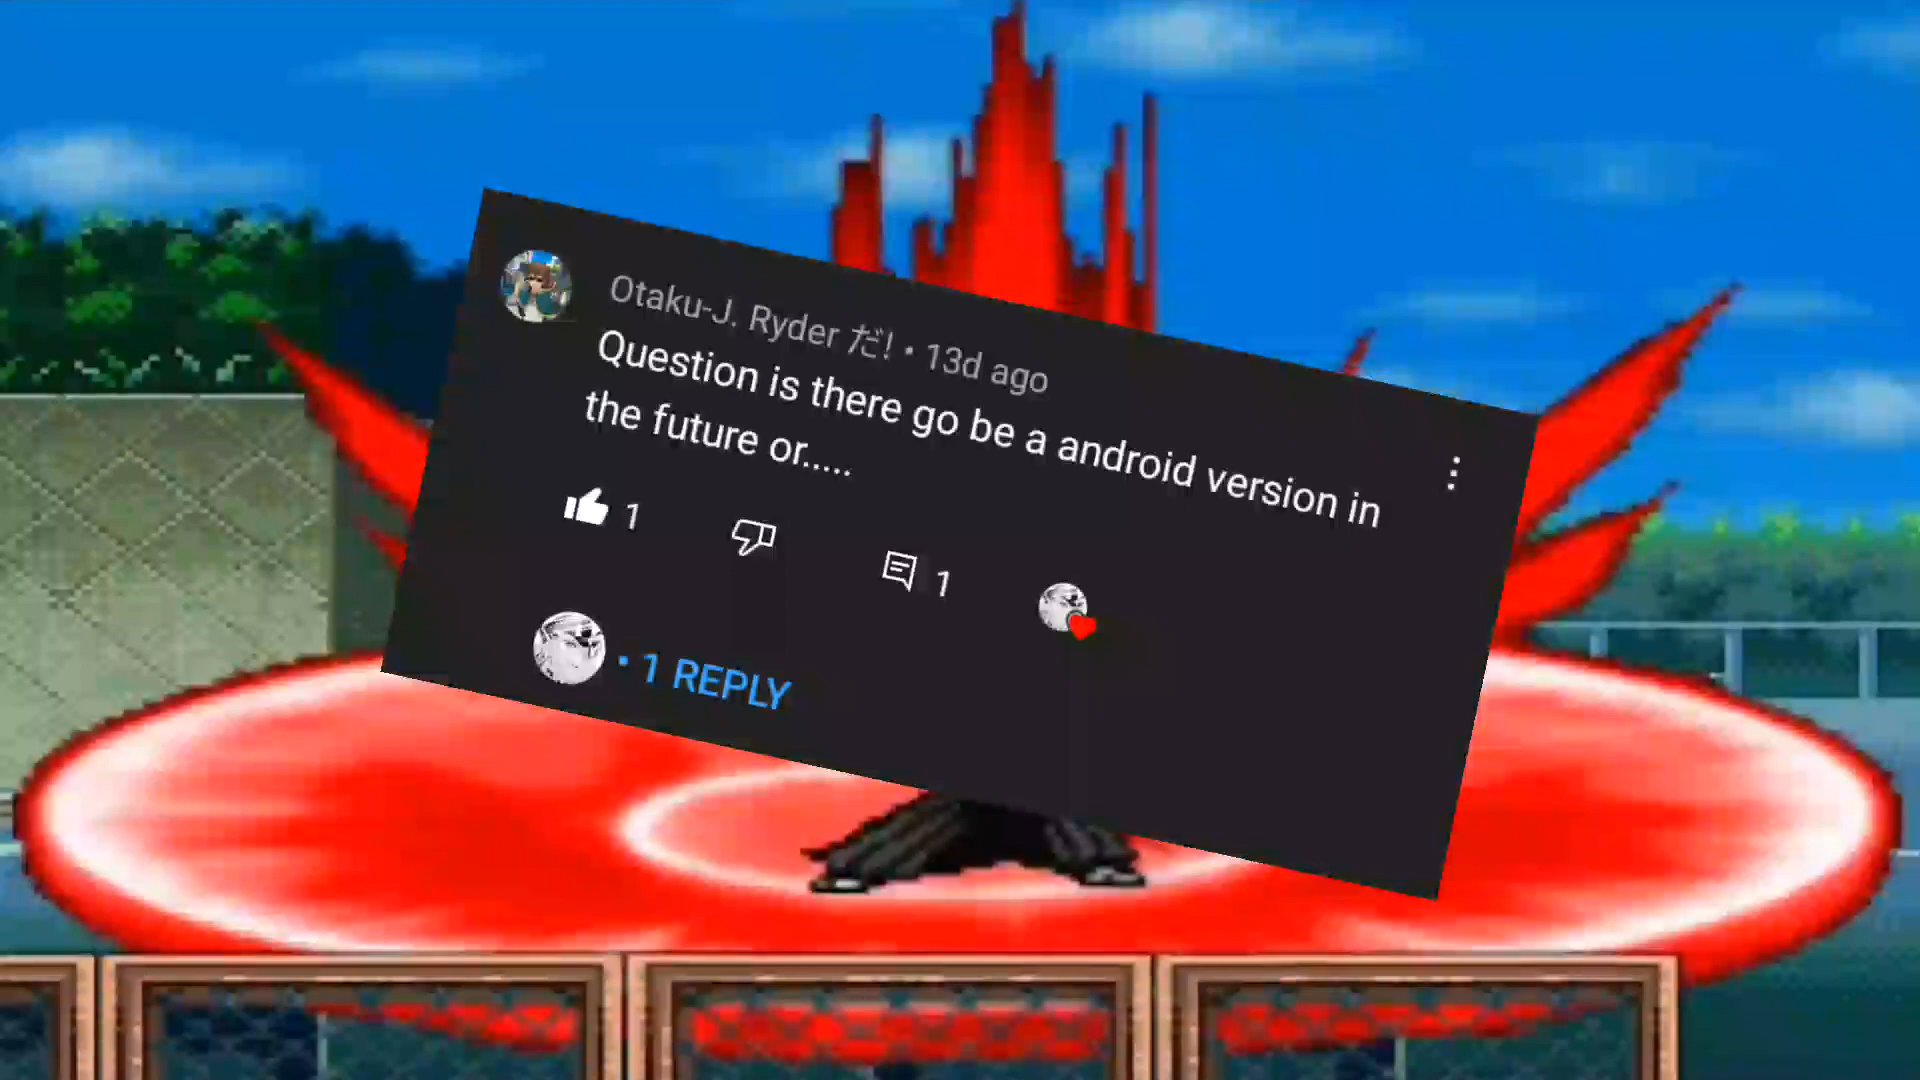 Otaku-J. Ryder だ! • 13d ago
Question is there go be a android version in
the future or.....
1
1
• 1 REPLY